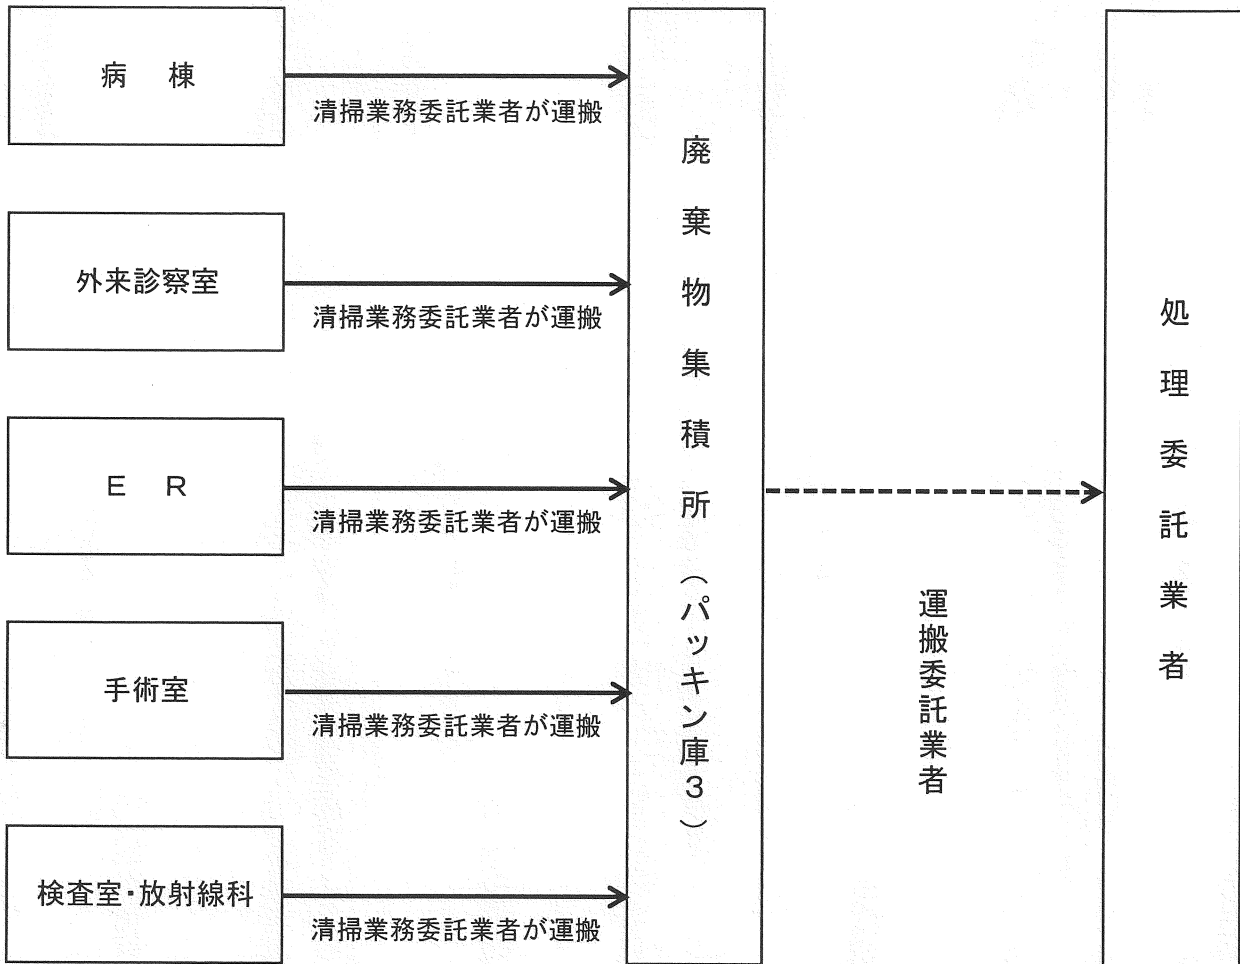 病　棟
清掃業務委託業者が運搬
外来診察室
清掃業務委託業者が運搬
Ｅ　Ｒ
清掃業務委託業者が運搬
手術室
清掃業務委託業者が運搬
検査室・放射線科
清掃業務委託業者が運搬
廃棄物集積所（パッキン庫３）
運搬委託業者
処理委託業者